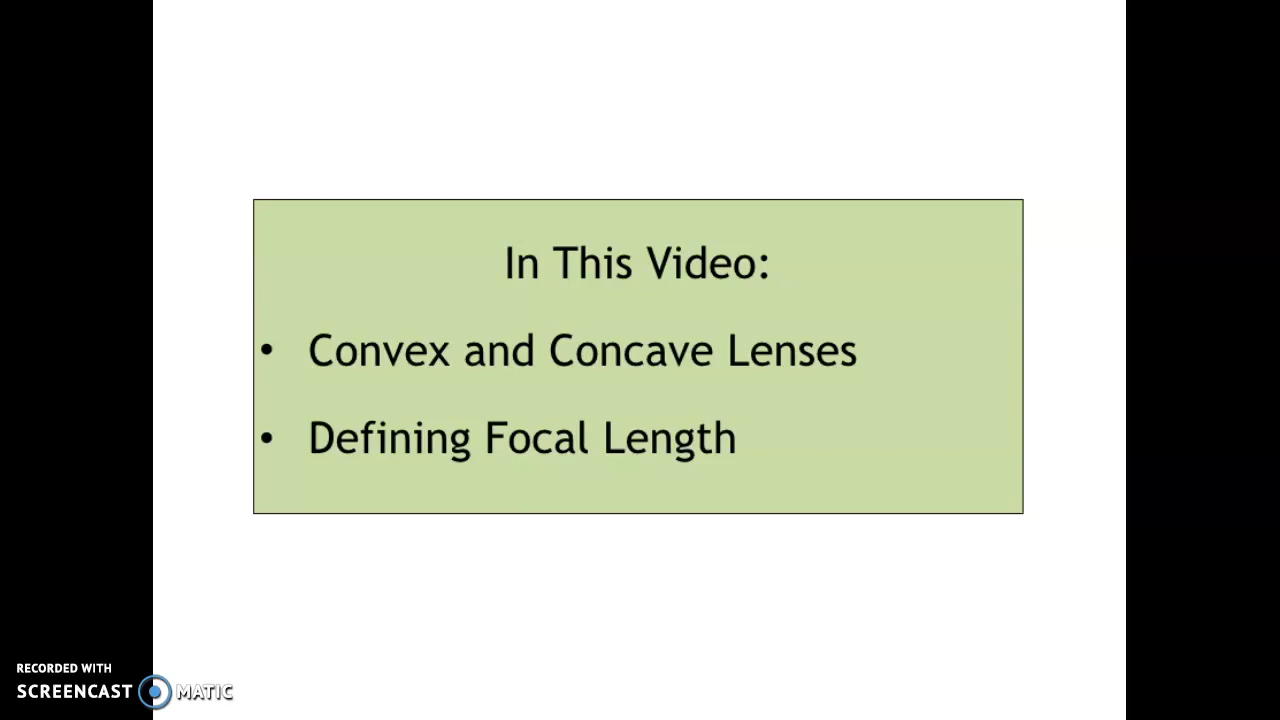 In This Video:
• Convex and Concave Lenses
• Defining Focal Length
RECORDED WITH
SCREENCAST MATIC